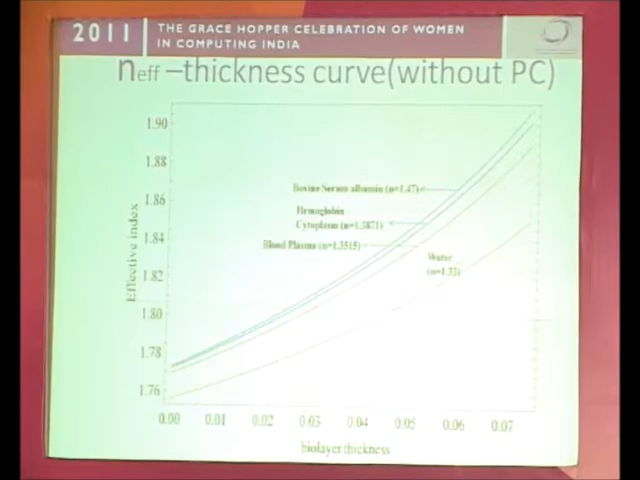 2011
THE GRACE HOPPER CELEBRATION OF WOMEN
IN COMPUTING INDIA
neff –thickness curve(without PC)
1.90
1.88
1.86
1.84
1.82
1.80
1.78
1.76
Effective index
Bovine Serum albumin (n=1.47)
Hemoglobin
Cytoplasm (n=1.3871)
Blood Plasma (n=1.3515)
Water
(n=1.33)
0.00 0.01 0.02 0.03 0.04 0.05 0.06 0.07
biolayer thickness